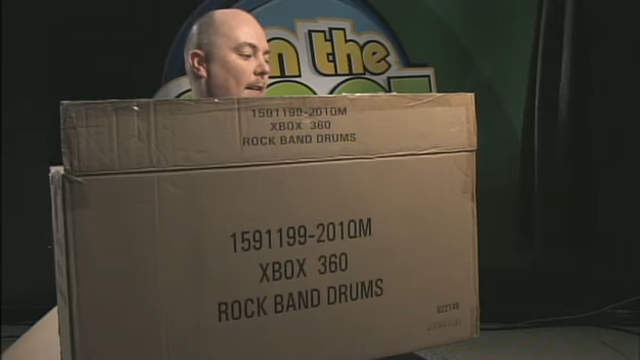 n the
1591199-201QM
XBOX 360
ROCK BAND DRUMS
1591199-201QM
XBOX 360
ROCK BAND DRUMS